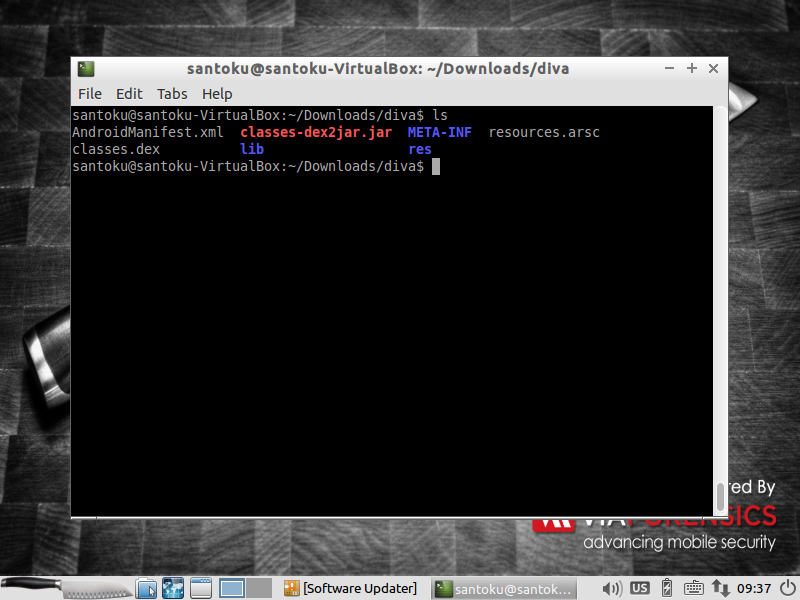 santoku@santoku-VirtualBox: ~/Downloads/diva
File Edit Tabs Help
santoku@santoku-VirtualBox:~/Downloads/diva$ ls
AndroidManifest.xml classes-dex2jar.jar META-INF resources.arsc
classes.dex lib res
santoku@santoku-VirtualBox:~/Downloads/diva$
ed By
FORENSICS
advancing mobile security
[Software Updater]
santoku@santok...
US
09:37